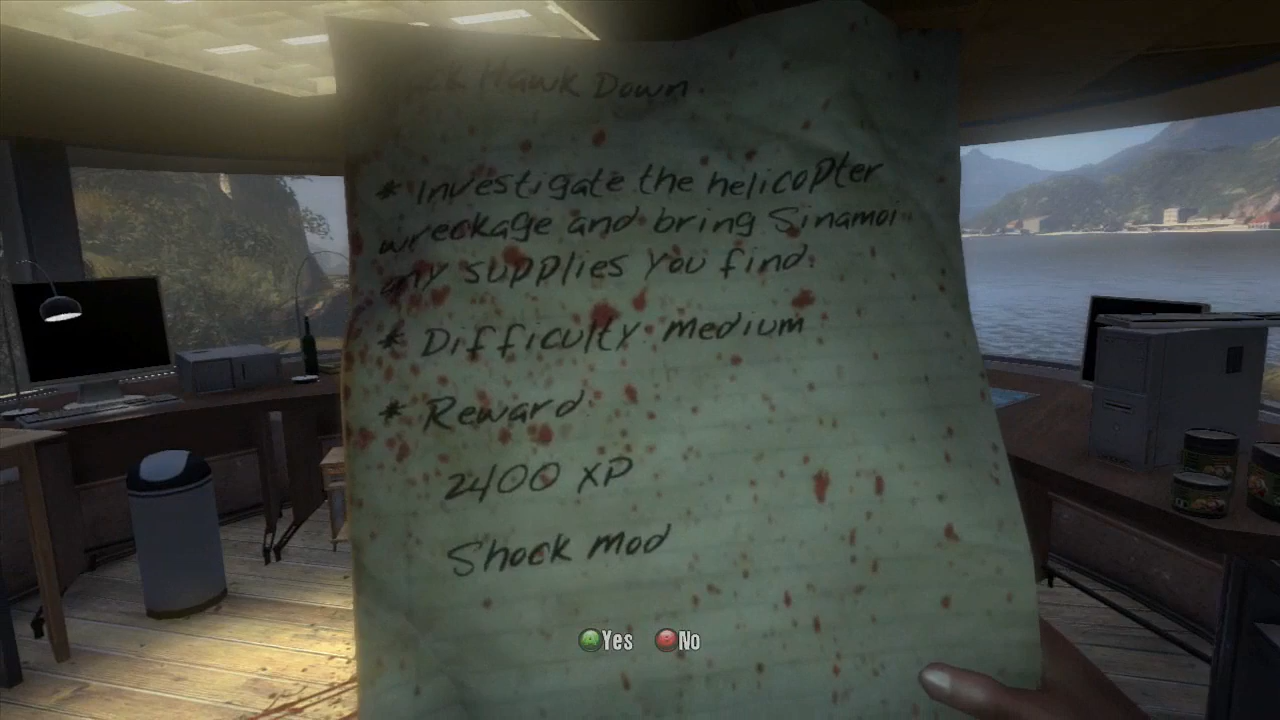 Hawk Down.
* Investigate the helicopter
wreckage and bring Sinamoi
any supplies you find.
* Difficulty: medium
* Reward
2400 XP
Shock mod
A Yes B No